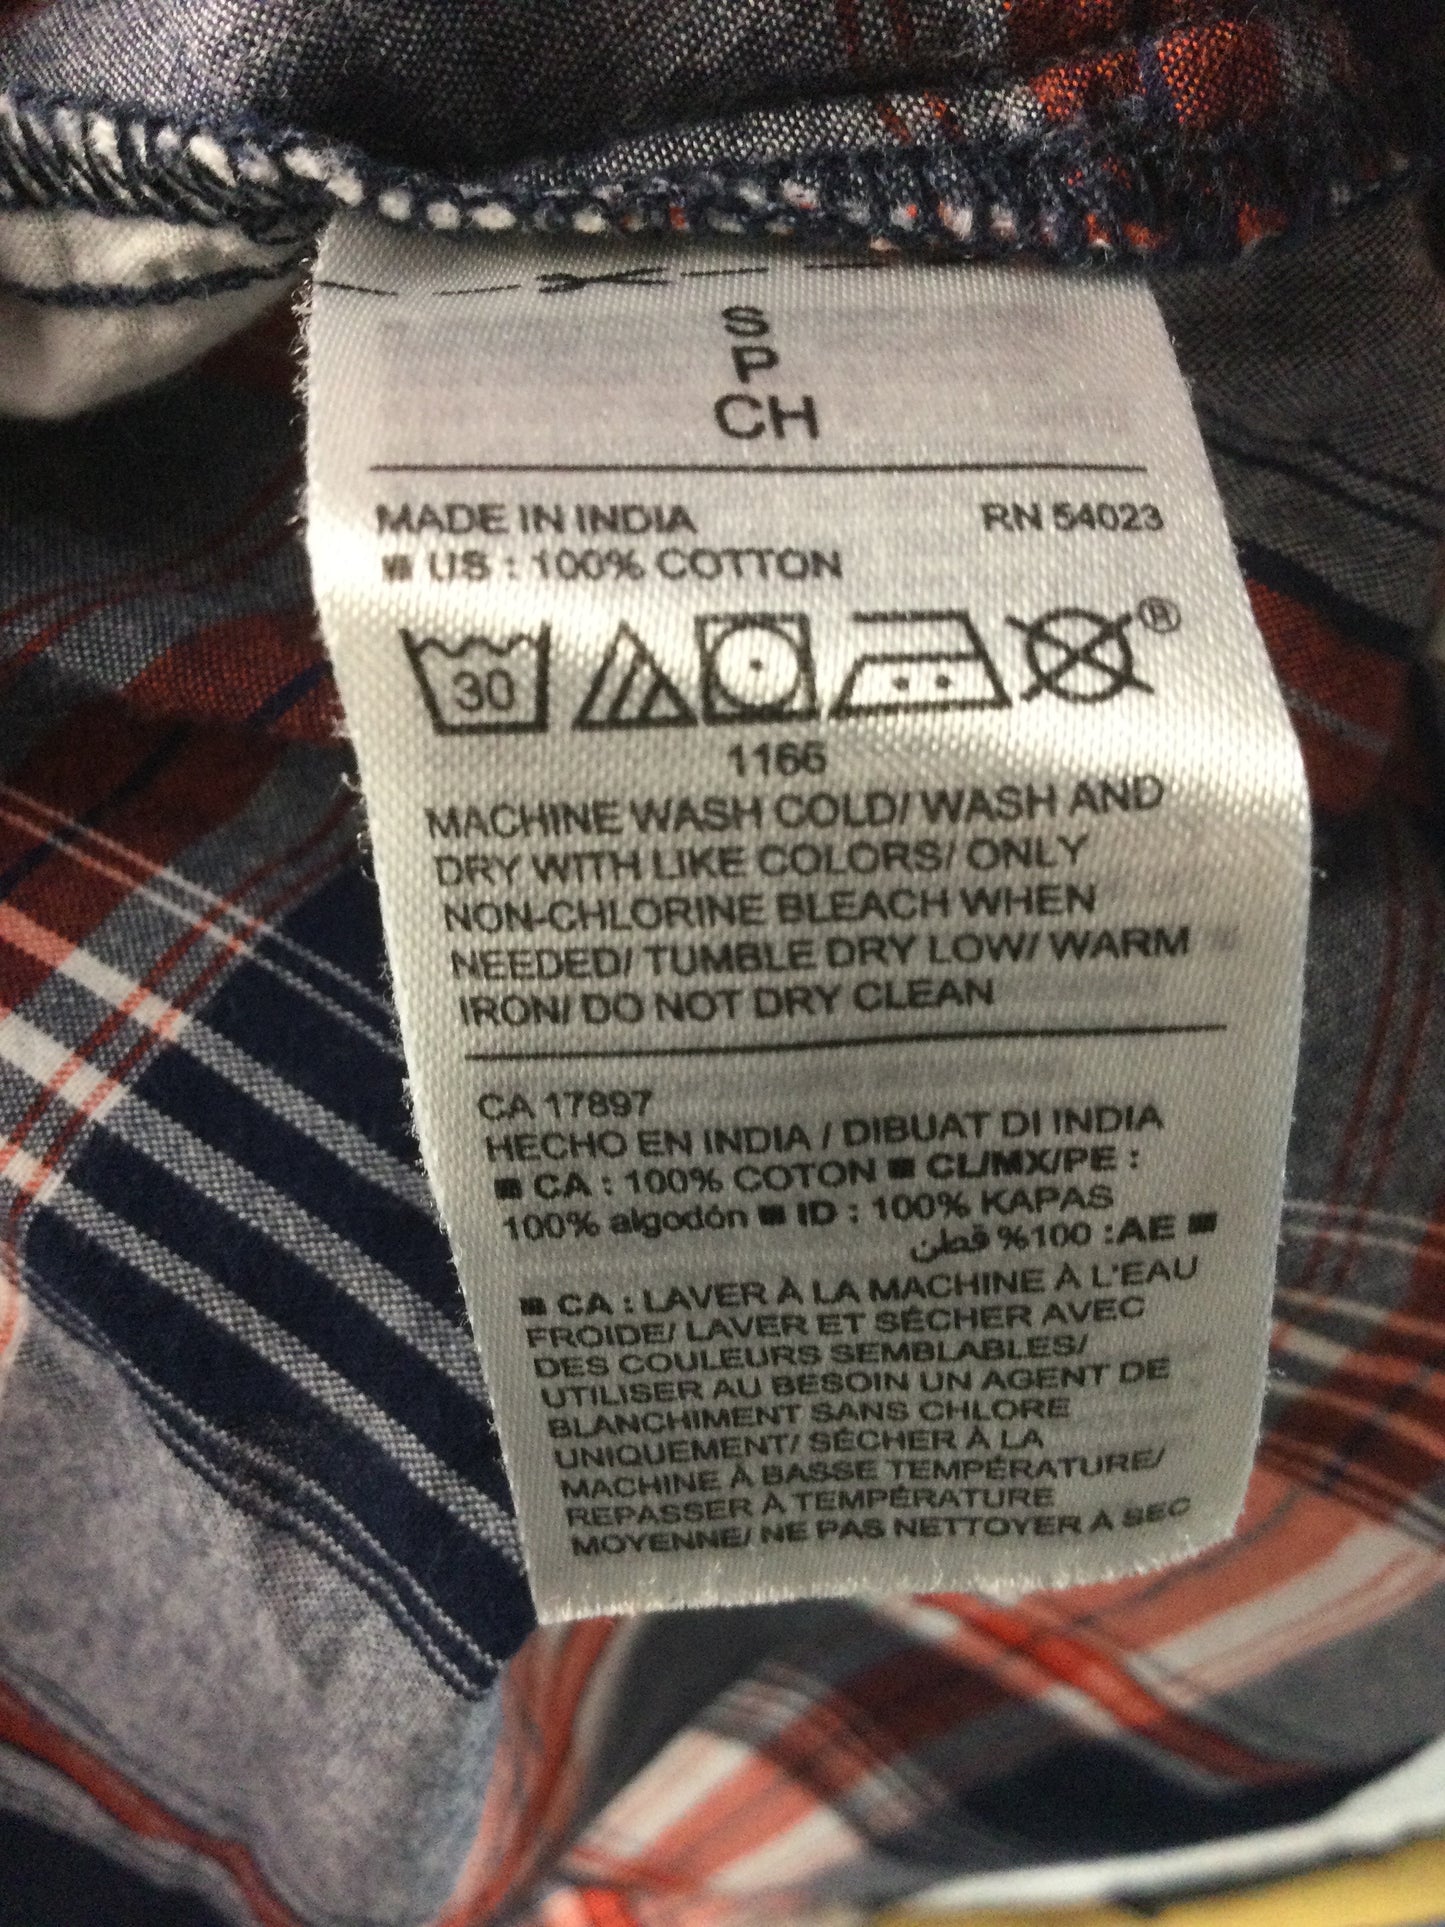 S
P
CH
MADE IN INDIA RN 54023
■ US : 100% COTTON
30 ®
1166
MACHINE WASH COLD/ WASH AND
DRY WITH LIKE COLORS/ ONLY
NON-CHLORINE BLEACH WHEN
NEEDED/ TUMBLE DRY LOW/ WARM
IRON/ DO NOT DRY CLEAN
CA 17897
HECHO EN INDIA / DIBUAT DI INDIA
■ CA : 100% COTON ■ CL/MX/PE :
100% algodón ■ ID : 100% KAPAS
■ AE: 100% قطن
■ CA : LAVER À LA MACHINE À L'EAU
FROIDE/ LAVER ET SÉCHER AVEC
DES COULEURS SEMBLABLES/
UTILISER AU BESOIN UN AGENT DE
BLANCHIMENT SANS CHLORE
UNIQUEMENT/ SÉCHER À LA
MACHINE À BASSE TEMPÉRATURE/
REPASSER À TEMPÉRATURE
MOYENNE/ NE PAS NETTOYER À SEC